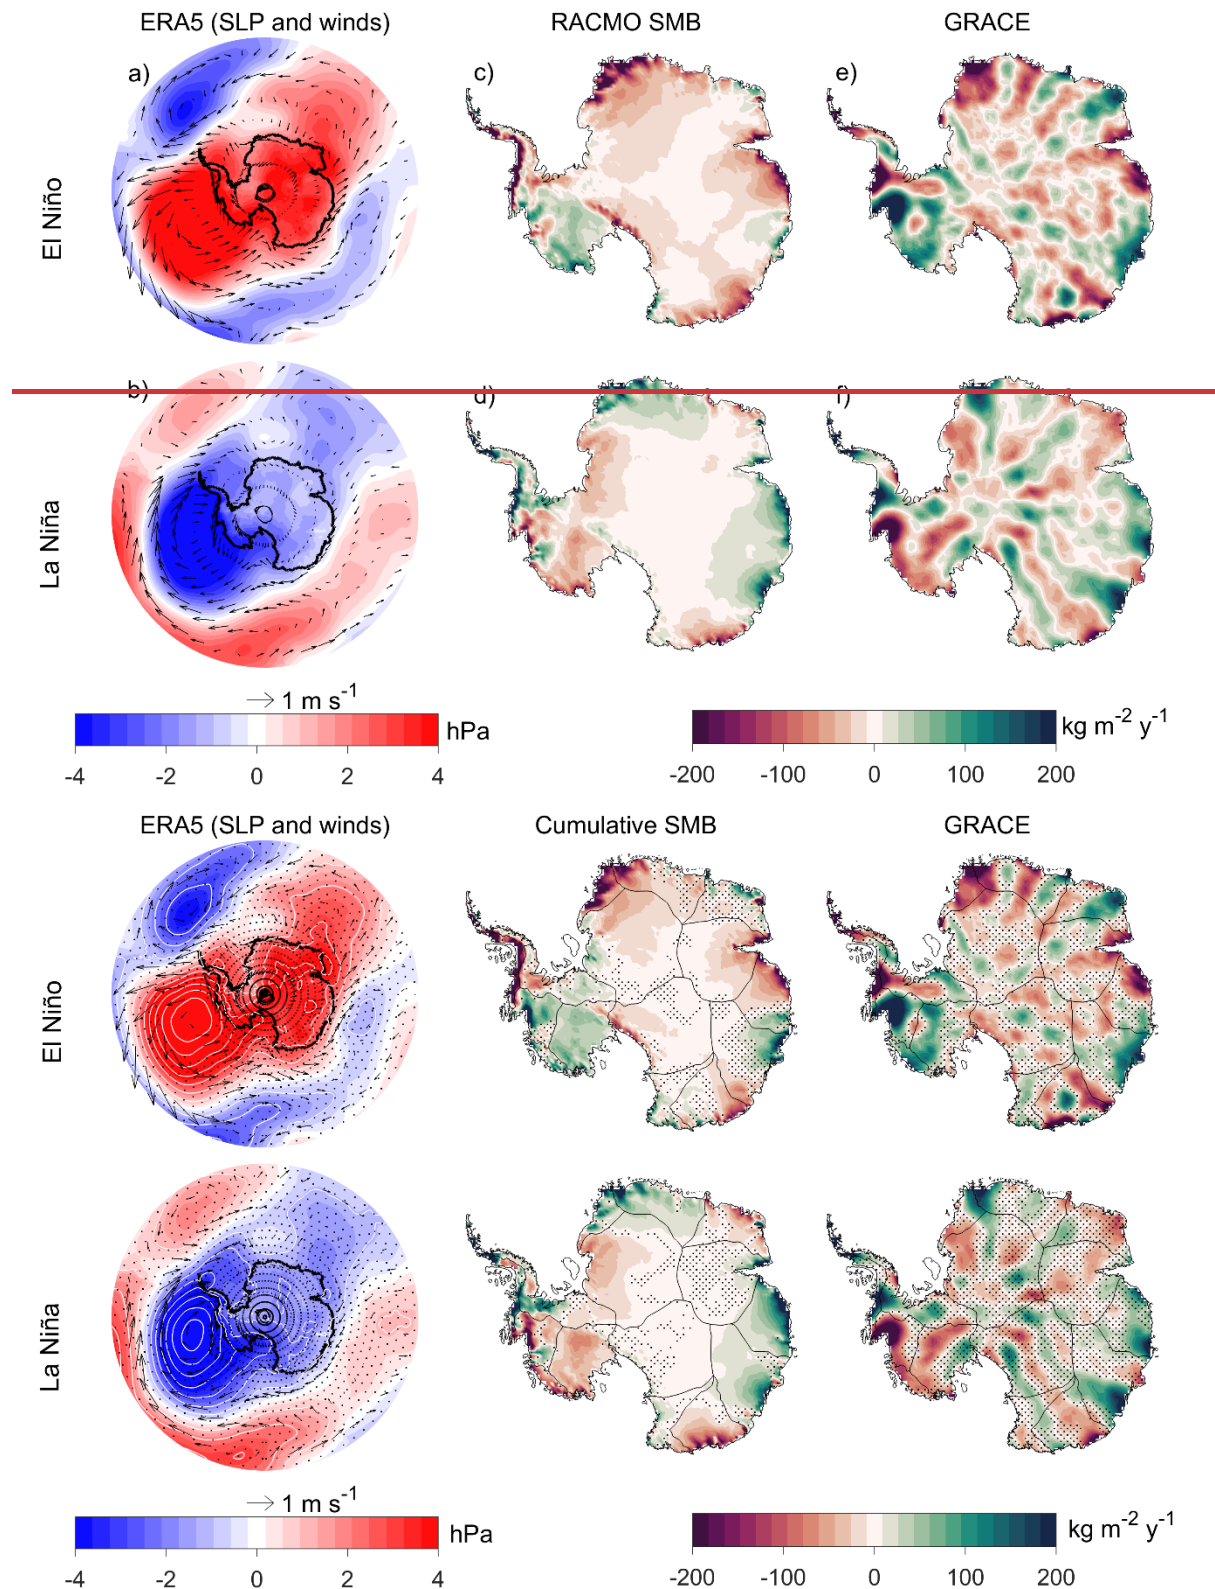 ERA5 (SLP and winds) RACMO SMB GRACE
a) c) e)
El Niño
b) d) f)
La Niña
1 m s-1
hPa kg m-2 y-1
-4 -2 0 2 4 -200 -100 0 100 200
ERA5 (SLP and winds) Cumulative SMB GRACE
El Niño
La Niña
1 m s-1
hPa kg m-2 y-1
-4 -2 0 2 4 -200 -100 0 100 200